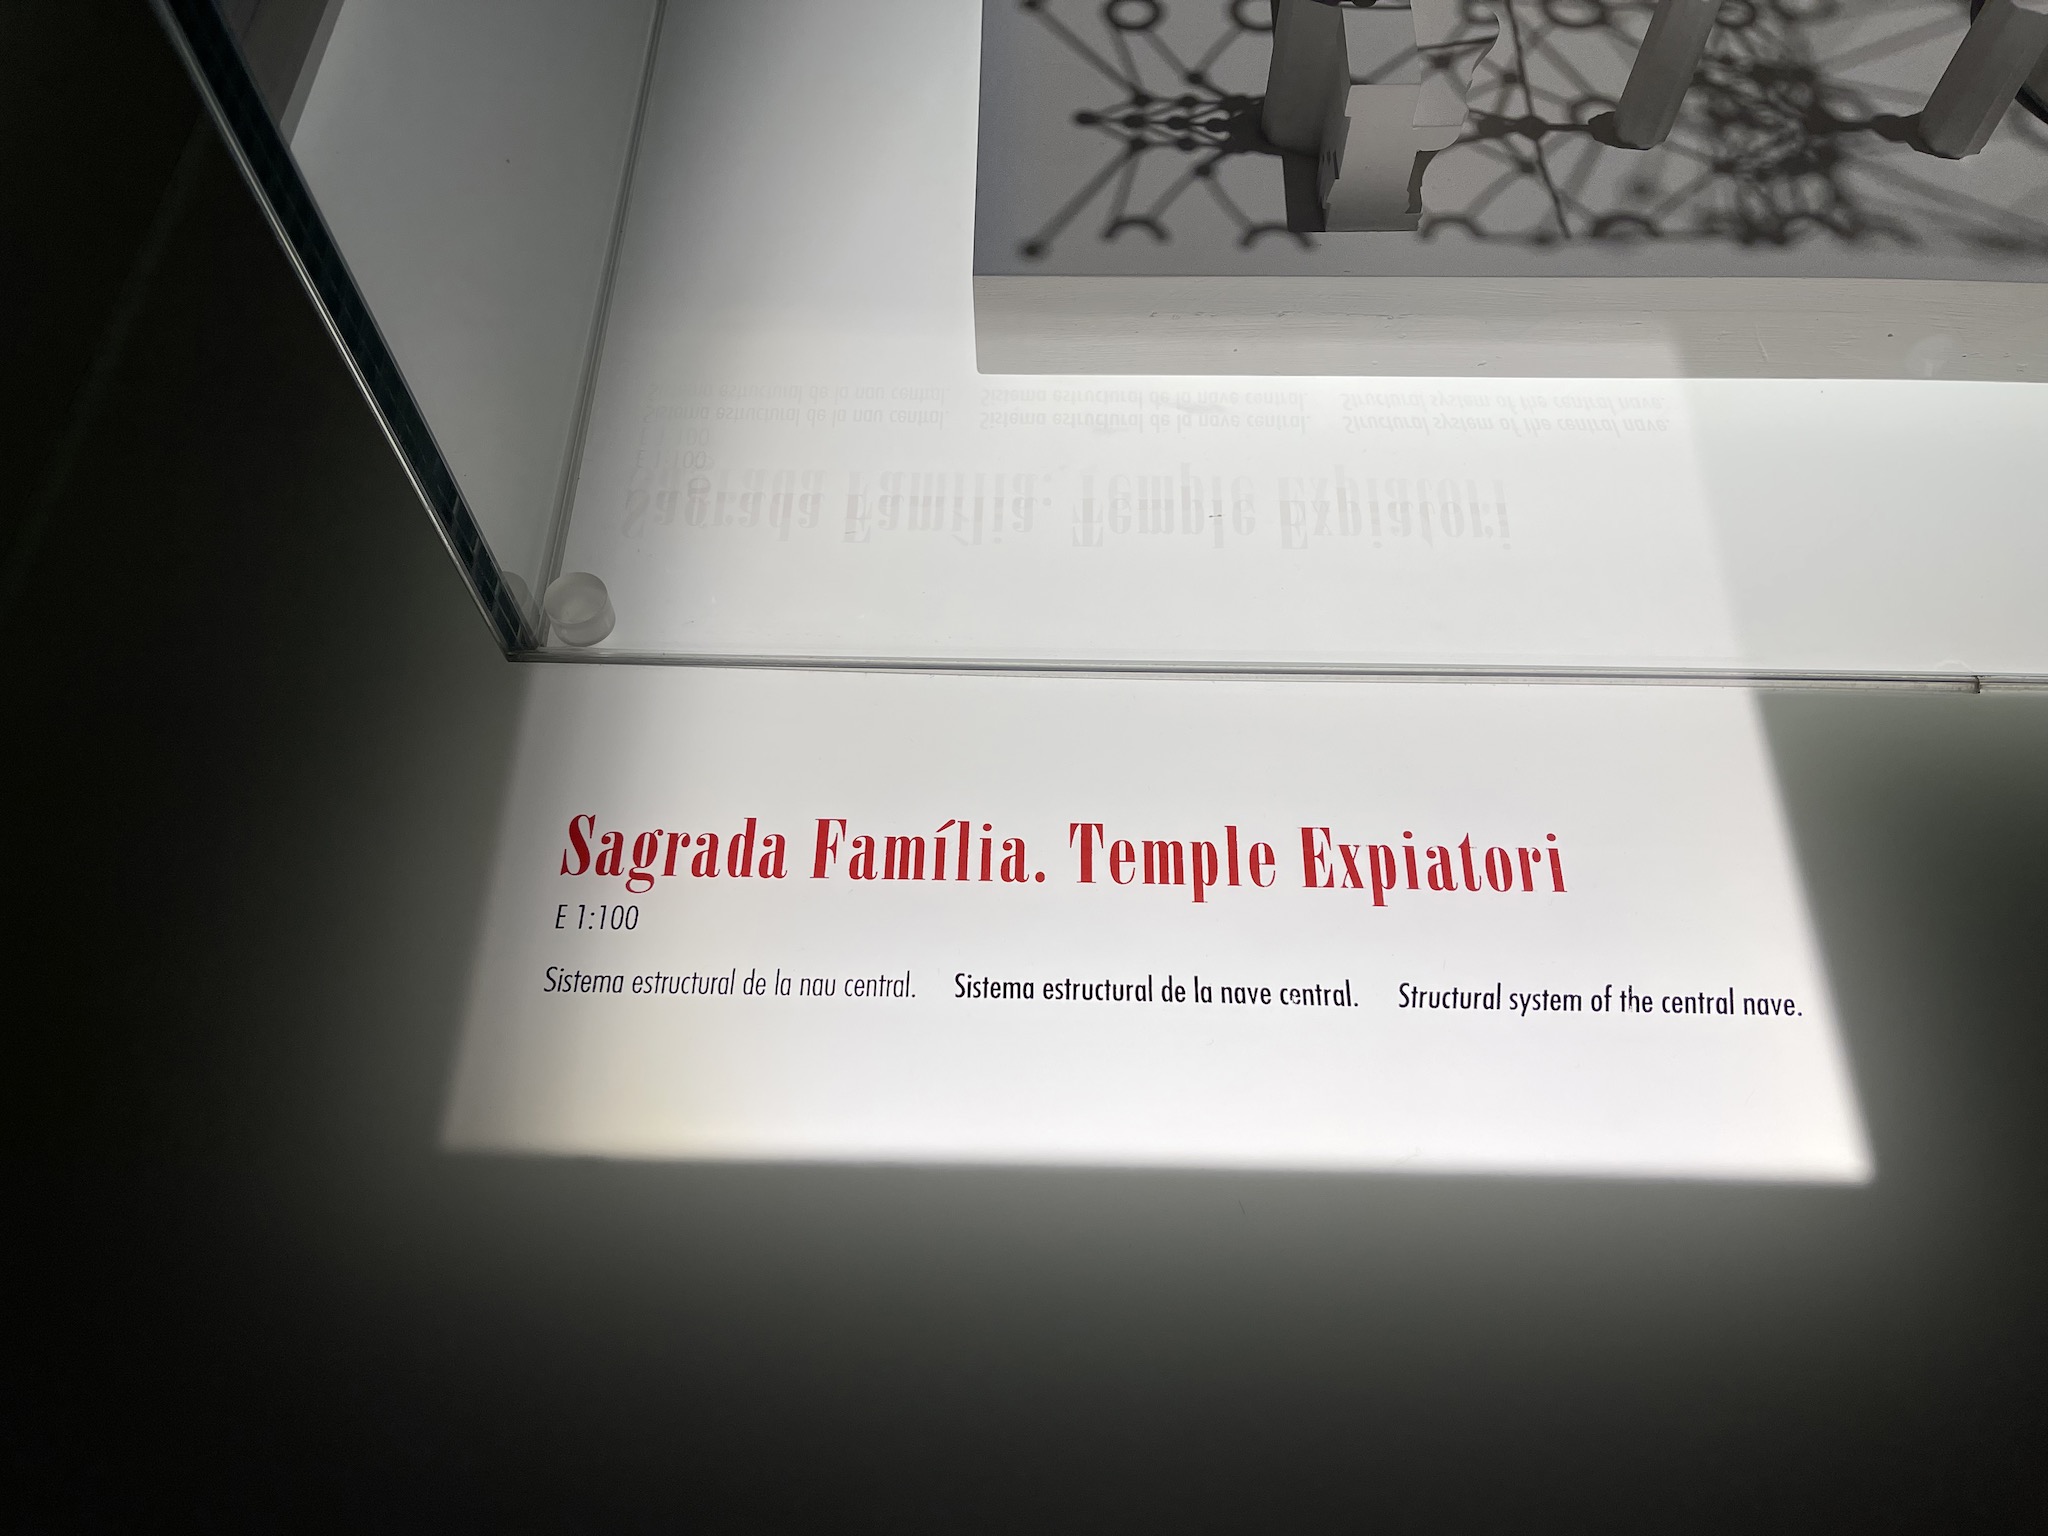 Sagrada Família. Temple Expiatori
E 1:100
Sistema estructural de la nau central. Sistema estructural de la nave central. Structural system of the central nave.